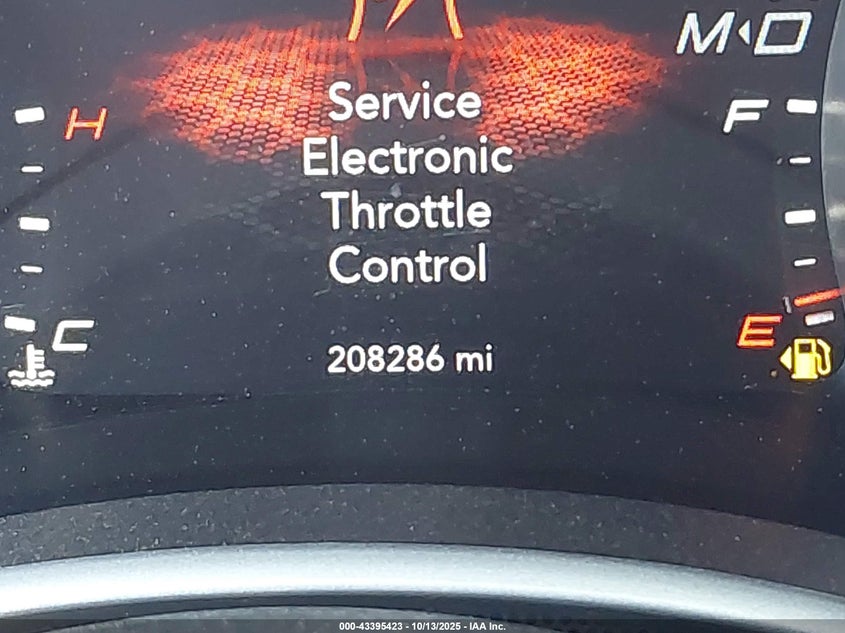 M D
H
F
Service
Electronic
Throttle
Control
C
E
208286 mi
000-43395423 - 10/13/2025 - IAA Inc.